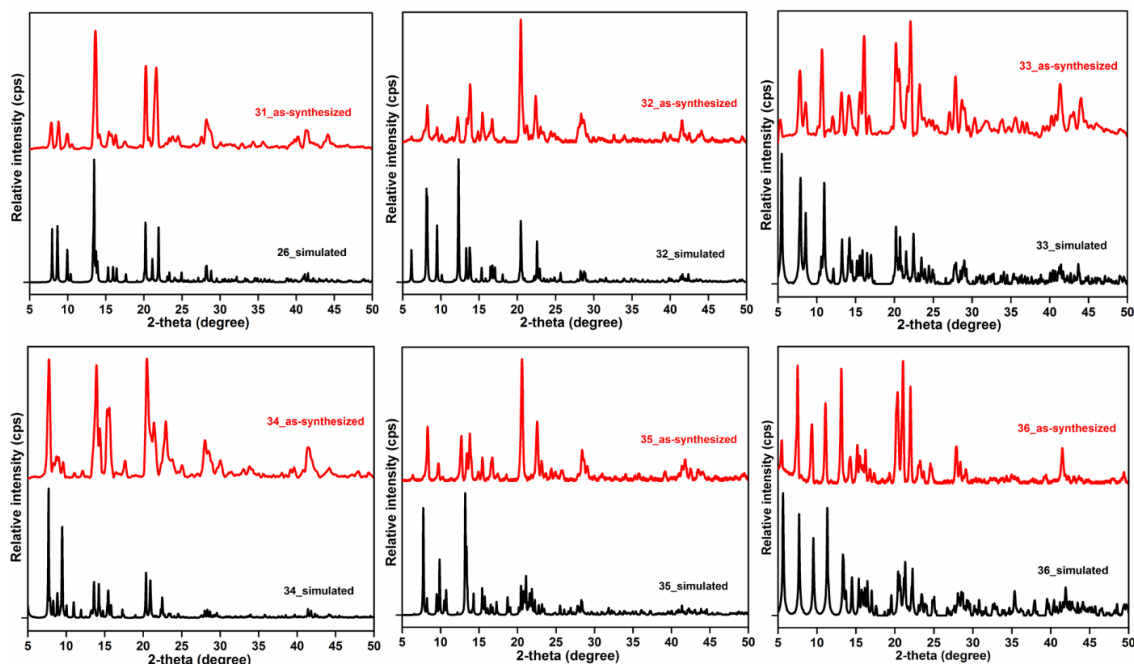 Relative intensity (cps)
31_as-synthesized
26_simulated
5 10 15 20 25 30 35 40 45 50
2-theta (degree)
Relative intensity (cps)
32_as-synthesized
32_simulated
5 10 15 20 25 30 35 40 45 50
2-theta (degree)
Relative intensity (cps)
33_as-synthesized
33_simulated
5 10 15 20 25 30 35 40 45 50
2-theta (degree)
Relative intensity (cps)
34_as-synthesized
34_simulated
5 10 15 20 25 30 35 40 45 50
2-theta (degree)
Relative intensity (cps)
35_as-synthesized
35_simulated
5 10 15 20 25 30 35 40 45 50
2-theta (degree)
Relative intensity (cps)
36_as-synthesized
36_simulated
5 10 15 20 25 30 35 40 45 50
2-theta (degree)